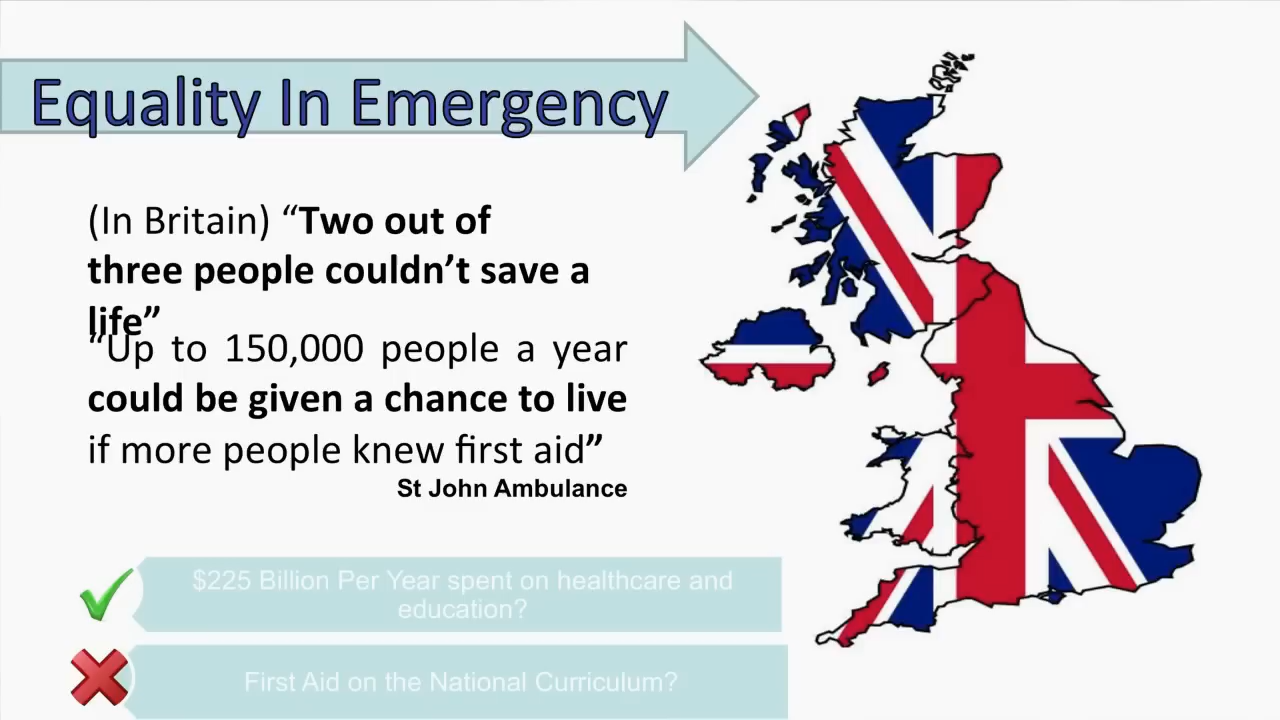 Equality In Emergency
(In Britain) “Two out of
three people couldn’t save a
life”
“Up to 150,000 people a year
could be given a chance to live
if more people knew first aid”
St John Ambulance
$225 Billion Per Year spent on healthcare and
education?
First Aid on the National Curriculum?